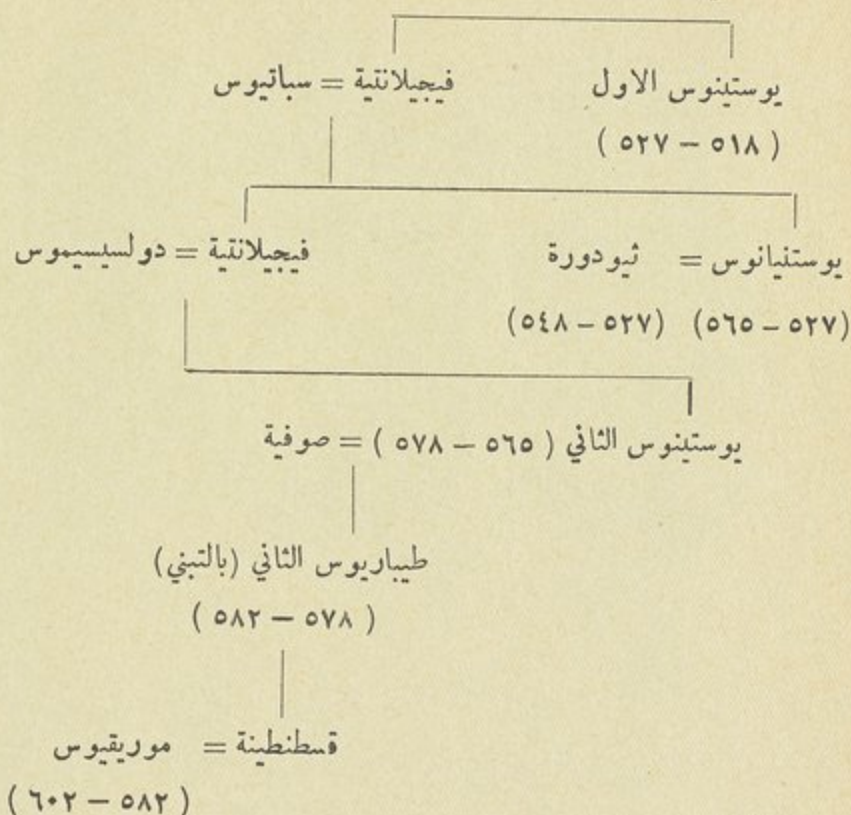 يوستينوس الاول فيجيلانتية = سباتيوس
( ٥١٨ – ٥٢٧ )
يوستنيانوس = ثيودورة فيجيلانتية = دولسيسيموس
(٥٢٧ – ٥٦٥) (٥٢٧ – ٥٤٨)
يوستينوس الثاني ( ٥٦٥ – ٥٧٨ ) = صوفية
طيباريوس الثاني (بالتبني)
( ٥٧٨ – ٥٨٢ )
قسطنطينة = موريقيوس
( ٥٨٢ – ٦٠٢ )